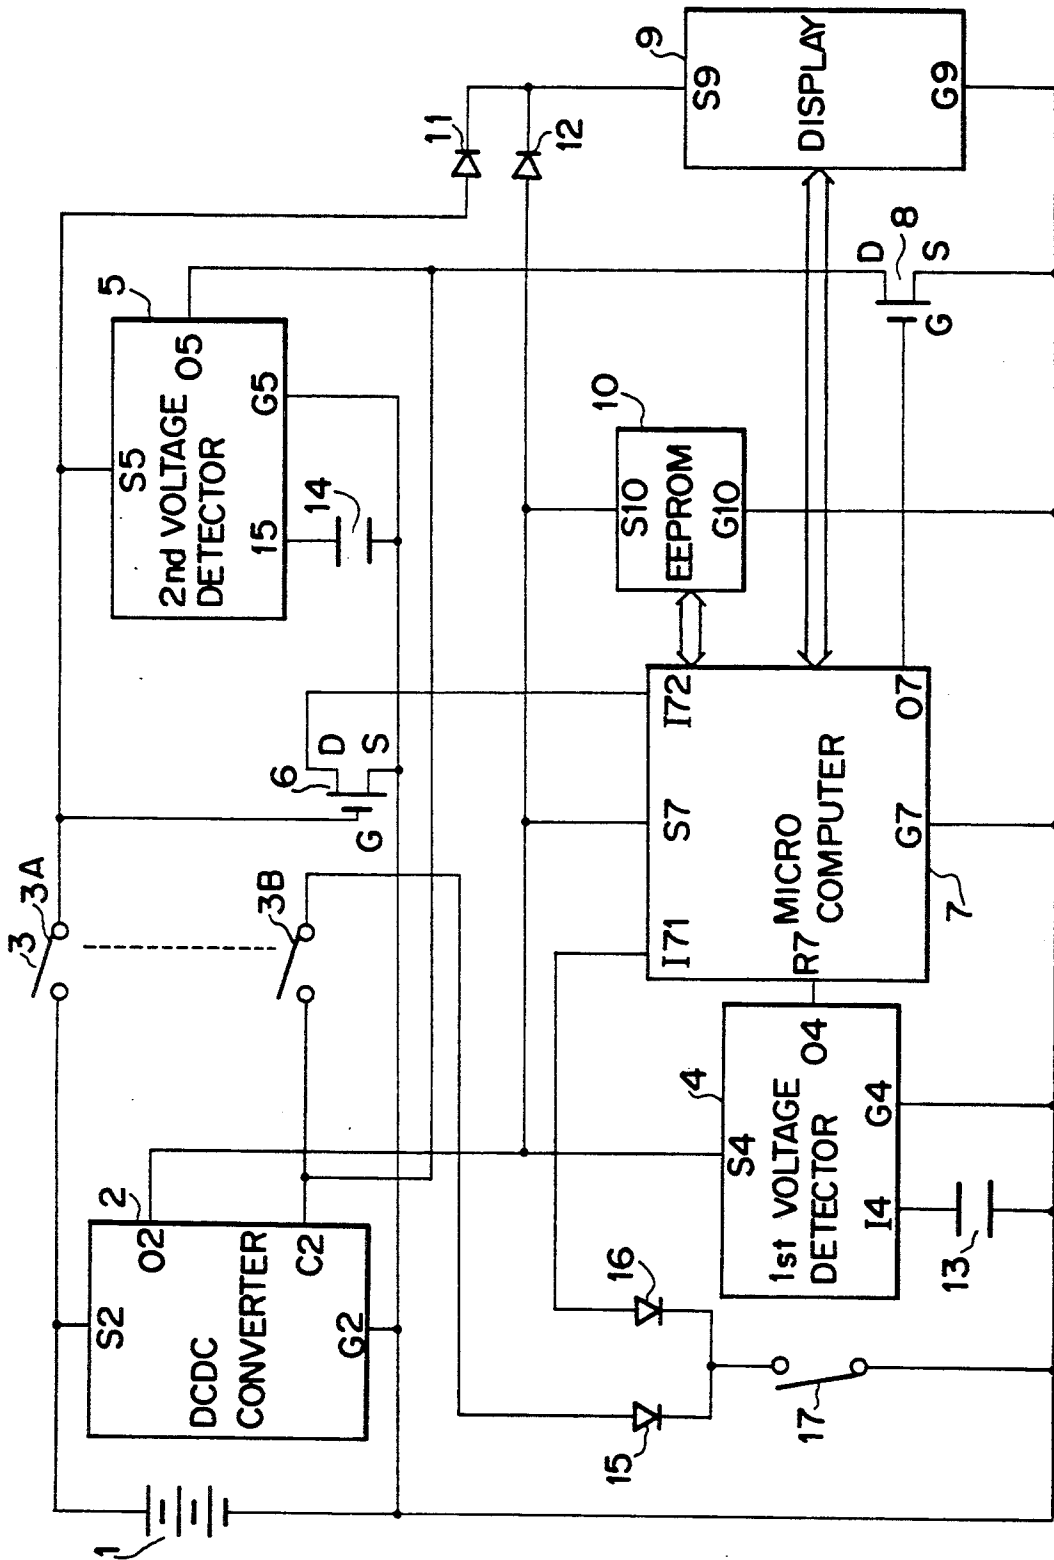 1
S2
O2
2
DCDC
CONVERTER
C2
G2
3
3A
3B
S5
5
2nd VOLTAGE
O5
DETECTOR
15
G5
14
6
D
S
G
11
12
9
S9
DISPLAY
G9
10
S10
EEPROM
G10
D
8
S
G
I71
S7
I72
R7
MICRO
COMPUTER
G7
O7
7
4
S4
1st VOLTAGE
O4
DETECTOR
I4
G4
13
15
16
17